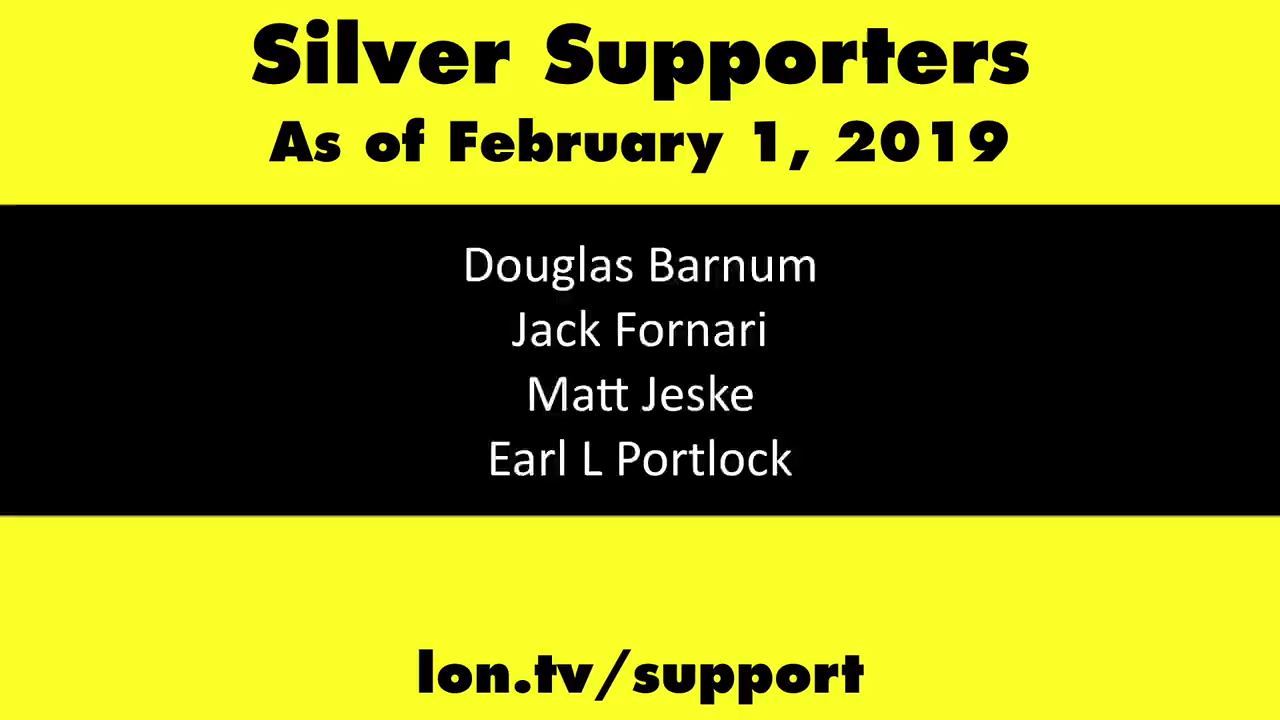 Silver Supporters
As of February 1, 2019
Douglas Barnum
Jack Fornari
Matt Jeske
Earl L Portlock
lon.tv/support